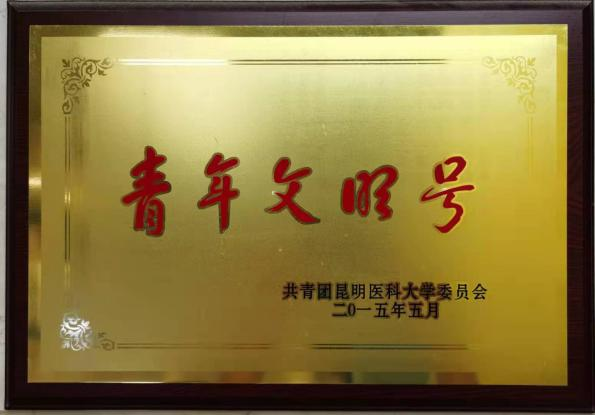 青年文明号
共青团昆明医科大学委员会
二0一五年五月